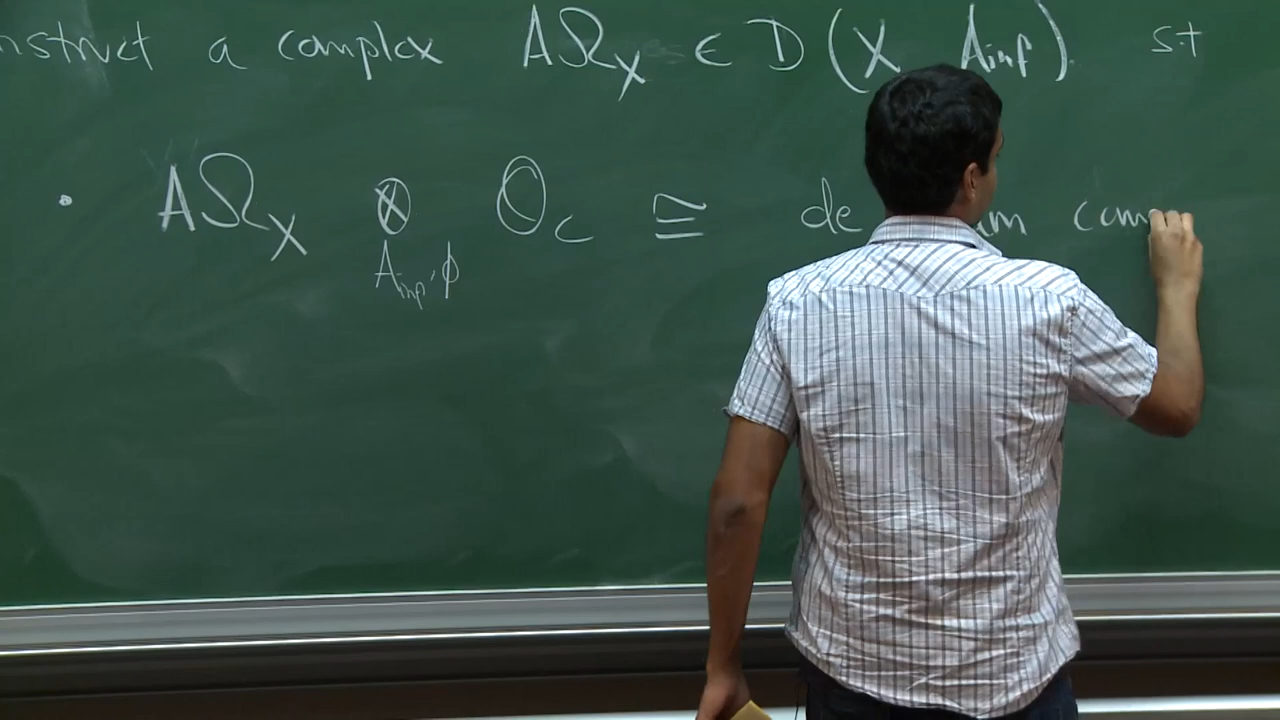 nstruct a complex AΩ_X ∈ D(X A_inf) s.t
• AΩ_X ⊗_{A_inf, ϕ} O_C ≅ de am com